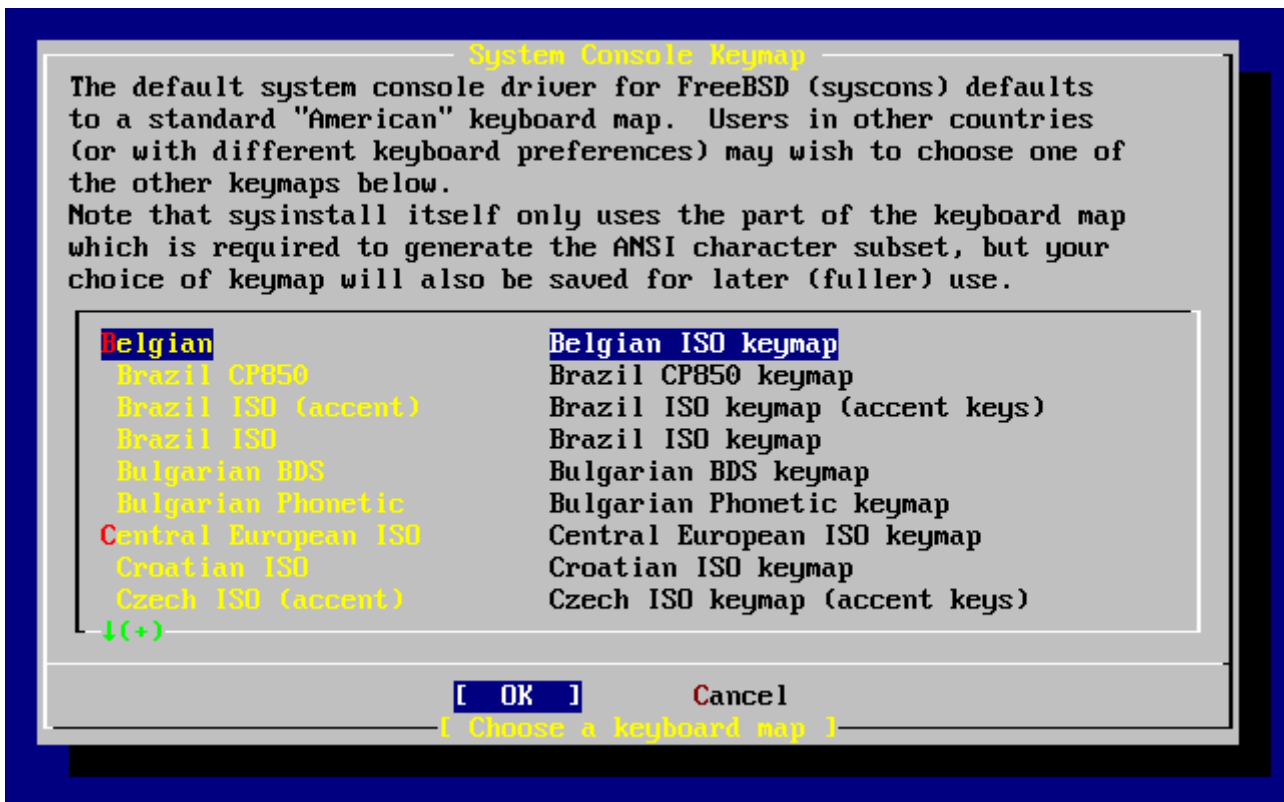 System Console Keymap
The default system console driver for FreeBSD (syscons) defaults
to a standard "American" keyboard map.  Users in other countries
(or with different keyboard preferences) may wish to choose one of
the other keymaps below.
Note that sysinstall itself only uses the part of the keyboard map
which is required to generate the ANSI character subset, but your
choice of keymap will also be saved for later (fuller) use.
Belgian Belgian ISO keymap
Brazil CP850 Brazil CP850 keymap
Brazil ISO (accent) Brazil ISO keymap (accent keys)
Brazil ISO Brazil ISO keymap
Bulgarian BDS Bulgarian BDS keymap
Bulgarian Phonetic Bulgarian Phonetic keymap
Central European ISO Central European ISO keymap
Croatian ISO Croatian ISO keymap
Czech ISO (accent) Czech ISO keymap (accent keys)
↓(+)
[ OK ] Cancel
[ Choose a keyboard map ]